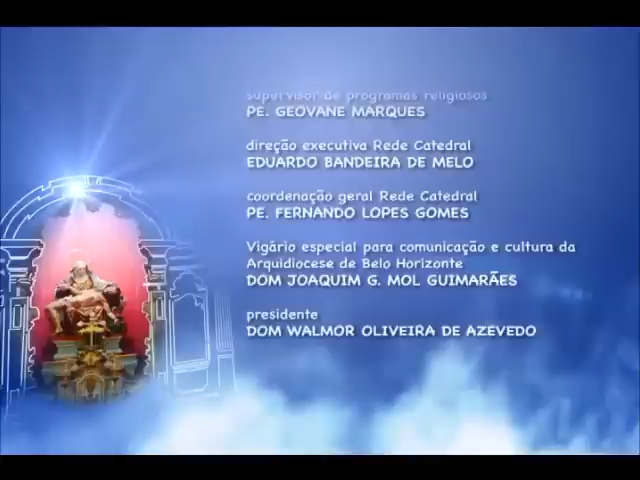 supervisor de programas religiosos
PE. GEOVANE MARQUES
direção executiva Rede Catedral
EDUARDO BANDEIRA DE MELO
coordenação geral Rede Catedral
PE. FERNANDO LOPES GOMES
Vigário especial para comunicação e cultura da
Arquidiocese de Belo Horizonte
DOM JOAQUIM G. MOL GUIMARÃES
presidente
DOM WALMOR OLIVEIRA DE AZEVEDO